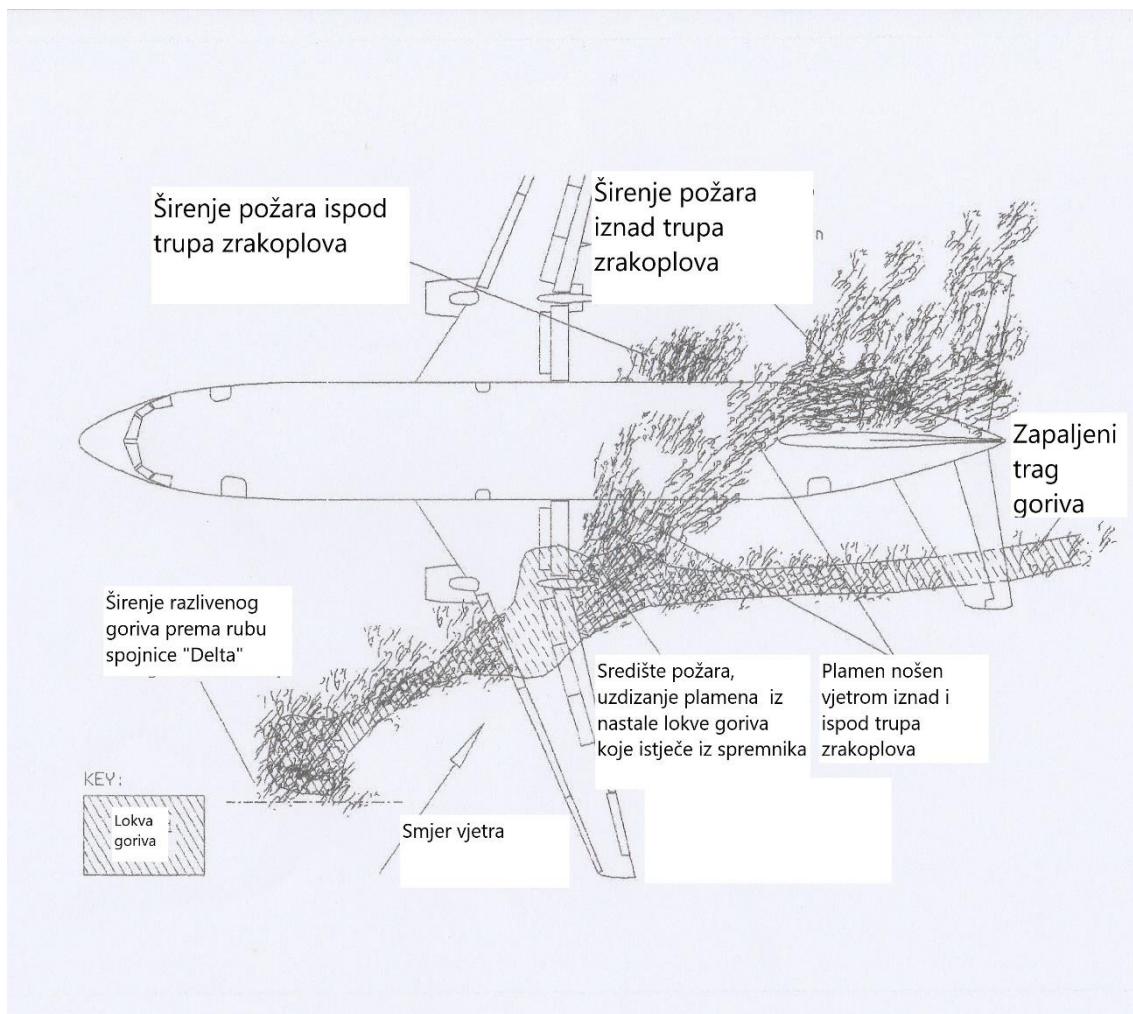 Širenje požara ispod
trupa zrakoplova
Širenje požara
iznad trupa
zrakoplova
n
Zapaljeni
trag
goriva
Širenje razlivenog
goriva prema rubu
spojnice "Delta"
Središte požara,
uzdizanje plamena iz
nastale lokve goriva
koje istječe iz spremnika
Plamen nošen
vjetrom iznad i
ispod trupa
zrakoplova
KEY:
Lokva
goriva
Smjer vjetra